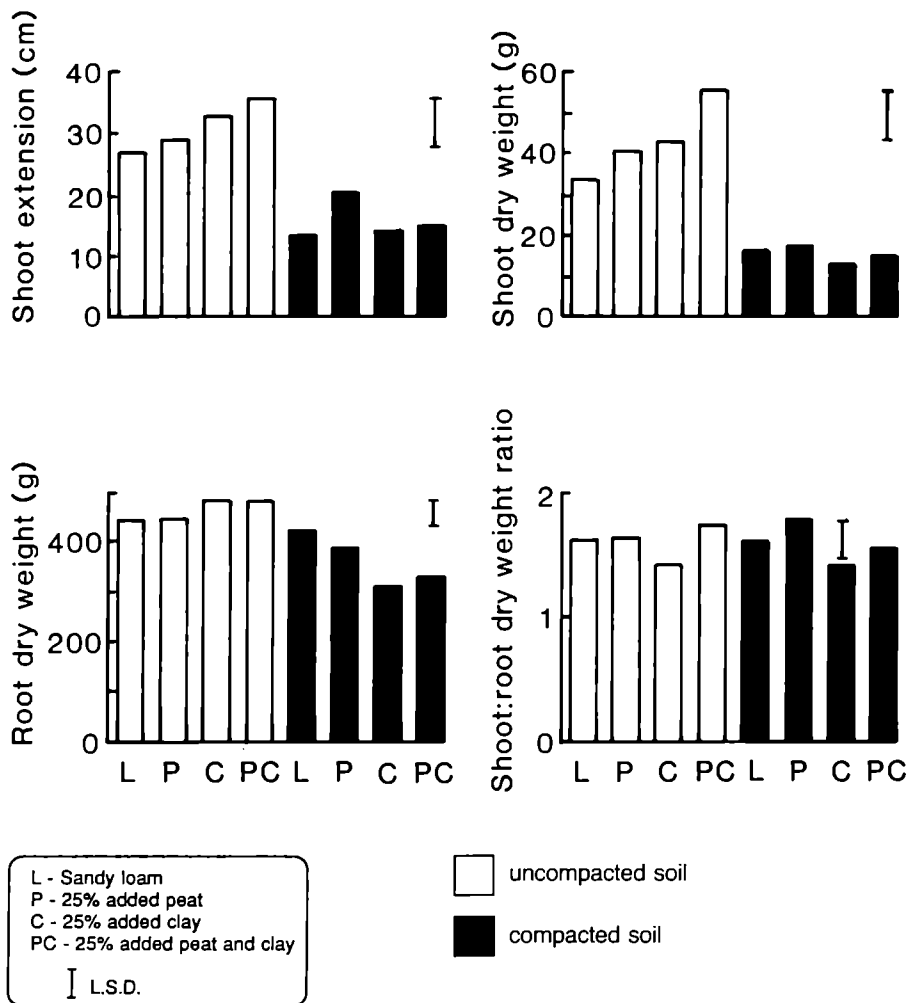 Shoot extension (cm)
40
30
20
10
0
Shoot dry weight (g)
60
40
20
0
Root dry weight (g)
400
200
0
L P C PC L P C PC
Shoot:root dry weight ratio
2
1
0
L P C PC L P C PC
L - Sandy loam
P - 25% added peat
C - 25% added clay
PC - 25% added peat and clay
L.S.D.
uncompacted soil
compacted soil